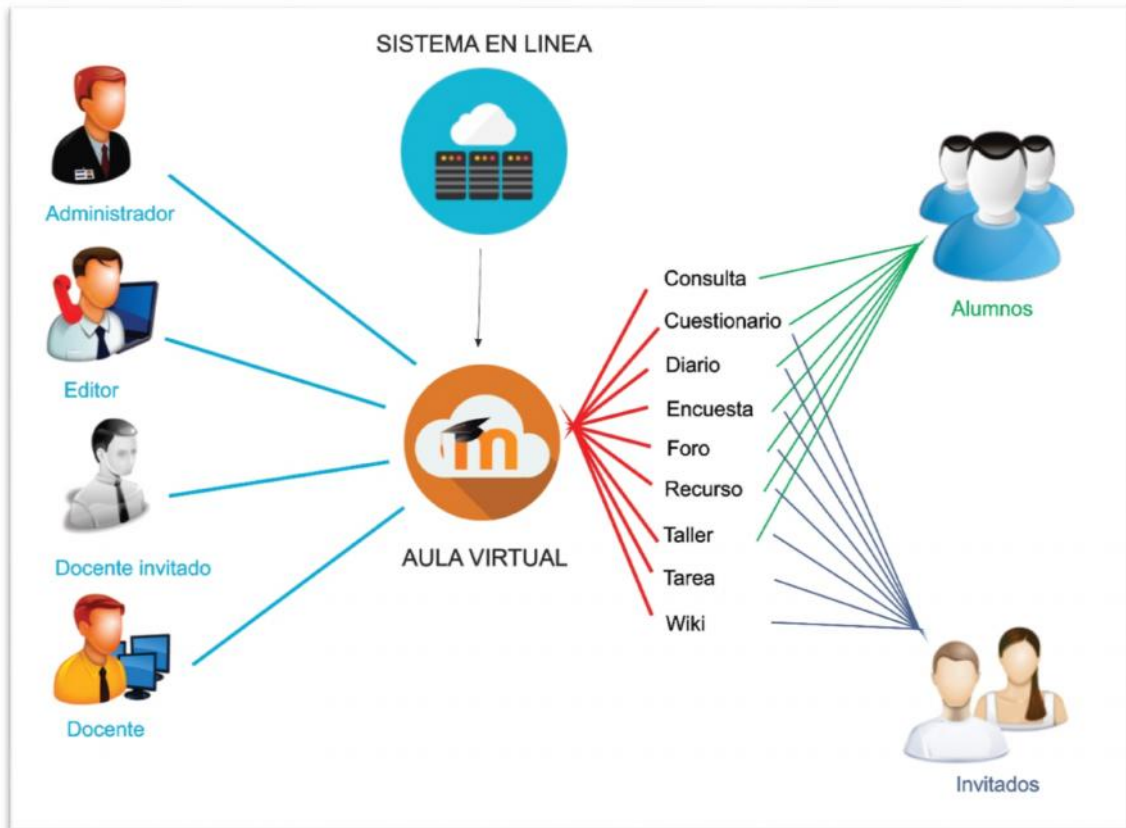 SISTEMA EN LINEA
Administrador
Editor
Docente invitado
Docente
m
AULA VIRTUAL
Consulta
Cuestionario
Diario
Encuesta
Foro
Recurso
Taller
Tarea
Wiki
Alumnos
Invitados